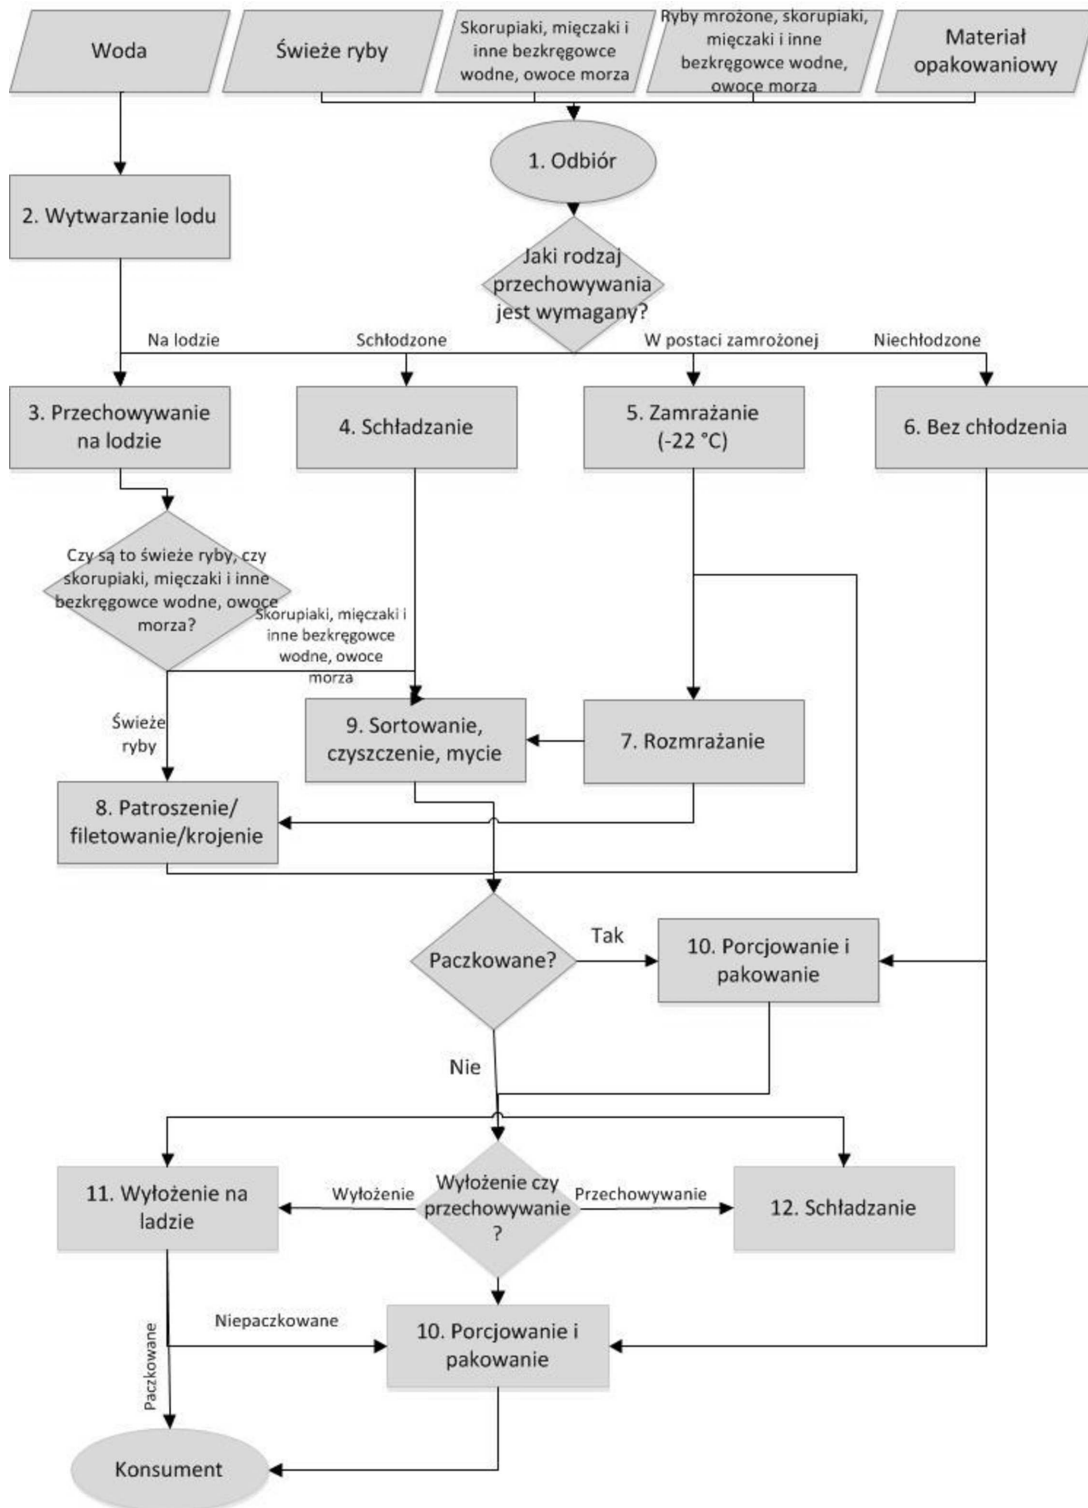 Woda
Świeże ryby
Skorupiaki, mięczaki i
inne bezkręgowce
wodne, owoce morza
Ryby mrożone, skorupiaki,
mięczaki i inne
bezkręgowce wodne,
owoce morza
Materiał
opakowaniowy
1. Odbiór
2. Wytwarzanie lodu
Jaki rodzaj
przechowywania
jest wymagany?
Na lodzie
Schłodzone
W postaci zamrożonej
Niechłodzone
3. Przechowywanie
na lodzie
4. Schładzanie
5. Zamrażanie
(-22 °C)
6. Bez chłodzenia
Czy są to świeże ryby, czy
skorupiaki, mięczaki i inne
bezkręgowce wodne, owoce
morza?
Skorupiaki, mięczaki i
inne bezkręgowce
wodne, owoce
morza
Świeże
ryby
9. Sortowanie,
czyszczenie, mycie
7. Rozmrażanie
8. Patroszenie/
filetowanie/krojenie
Paczkowane?
Tak
10. Porcjowanie i
pakowanie
Nie
11. Wyłożenie na
ladzie
Wyłożenie
Wyłożenie czy
przechowywanie
?
Przechowywanie
12. Schładzanie
Paczkowane
Niepaczkowane
10. Porcjowanie i
pakowanie
Konsument